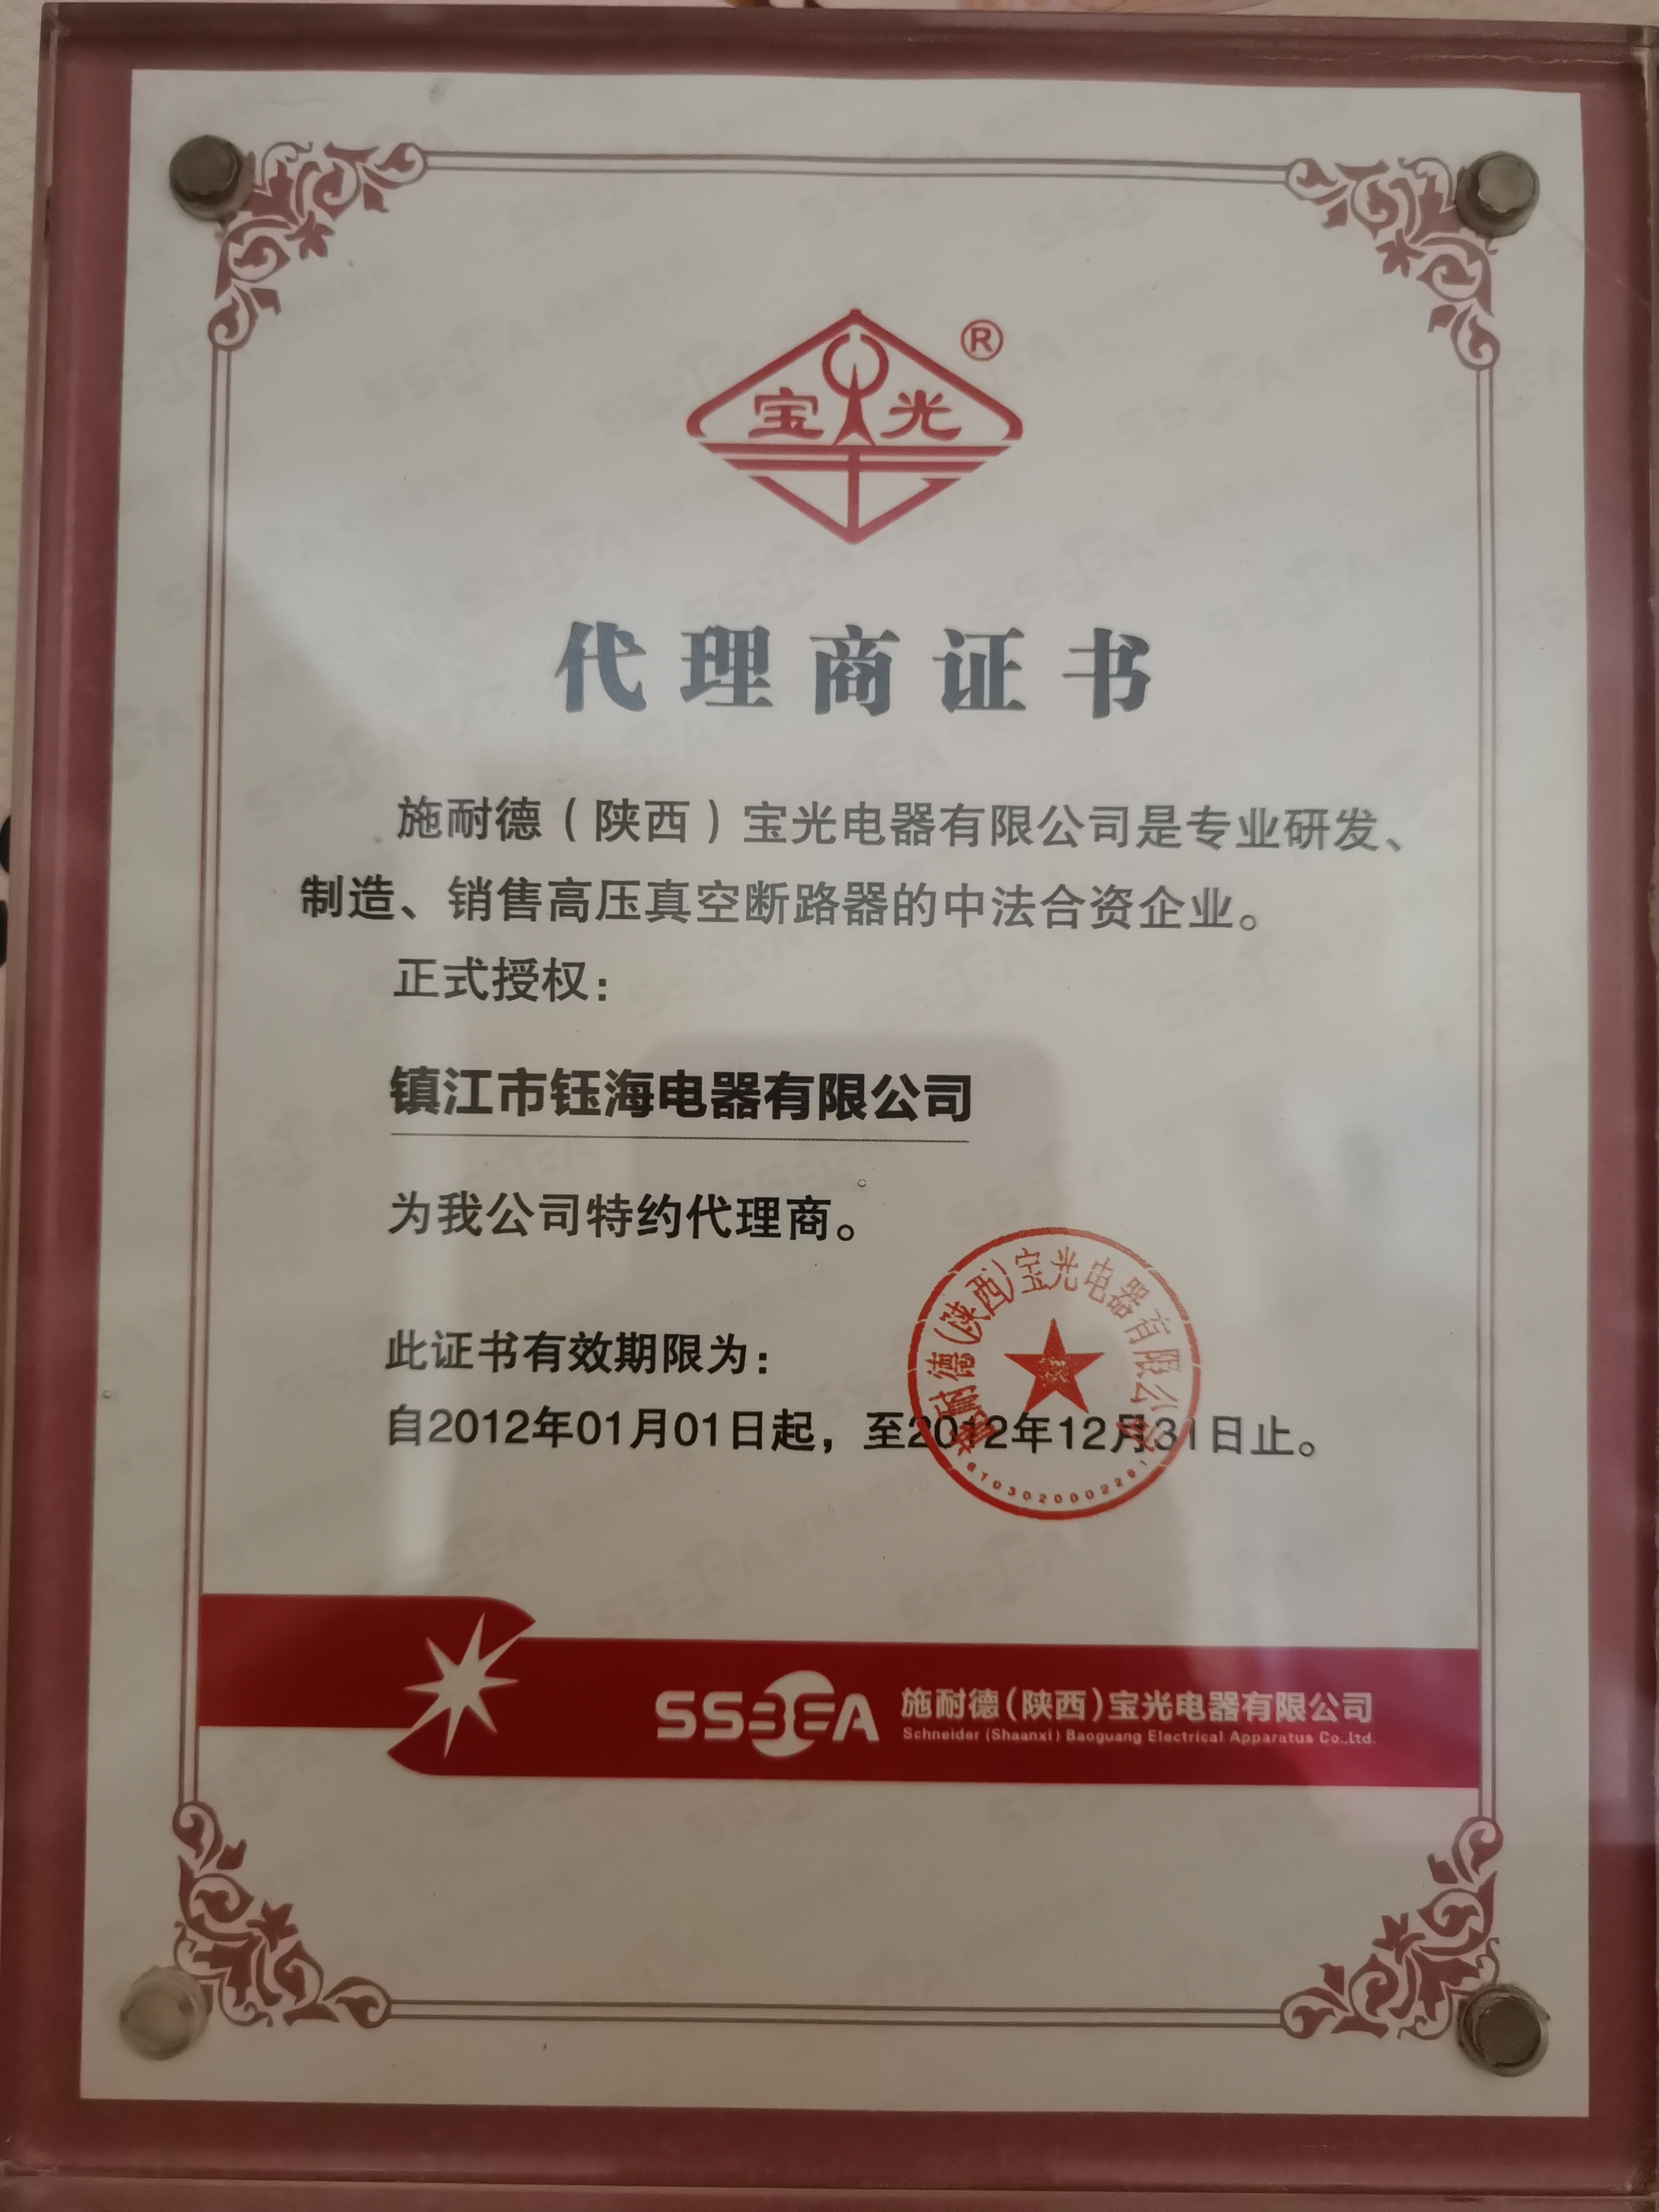 宝光®
代理商证书
施耐德（陕西）宝光电器有限公司是专业研发、
制造、销售高压真空断路器的中法合资企业。
正式授权：
镇江市钰海电器有限公司
为我公司特约代理商。
此证书有效期限为：
自2012年01月01日起，至2012年12月31日止。
施耐德(陕西)宝光电器有限公司
SSBEA
施耐德（陕西）宝光电器有限公司
Schneider (Shaanxi) Baoguang Electrical Apparatus Co.,Ltd.